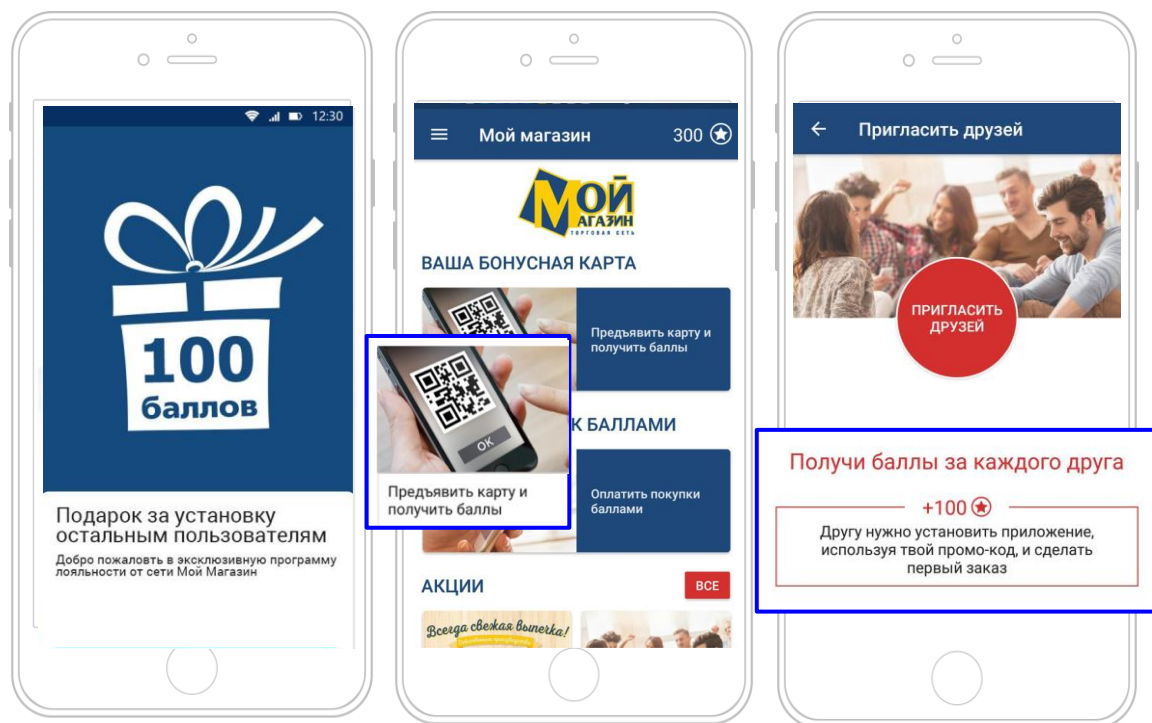 12:30
100
баллов
Подарок за установку
остальным пользователям
Добро пожаловть в эксклюзивную программу
лояльности от сети Мой Магазин
Мой магазин
300
МОЙ
МАГАЗИН
ТОРГОВАЯ СЕТЬ
ВАША БОНУСНАЯ КАРТА
Предъявить карту и
получить баллы
OK
Предъявить карту и
получить баллы
К БАЛЛАМИ
Оплатить покупки
баллами
АКЦИИ
ВСЕ
Всегда свежая выпечка!
Пригласить друзей
ПРИГЛАСИТЬ
ДРУЗЕЙ
Получи баллы за каждого друга
+100
Другу нужно установить приложение,
используя твой промо-код, и сделать
первый заказ